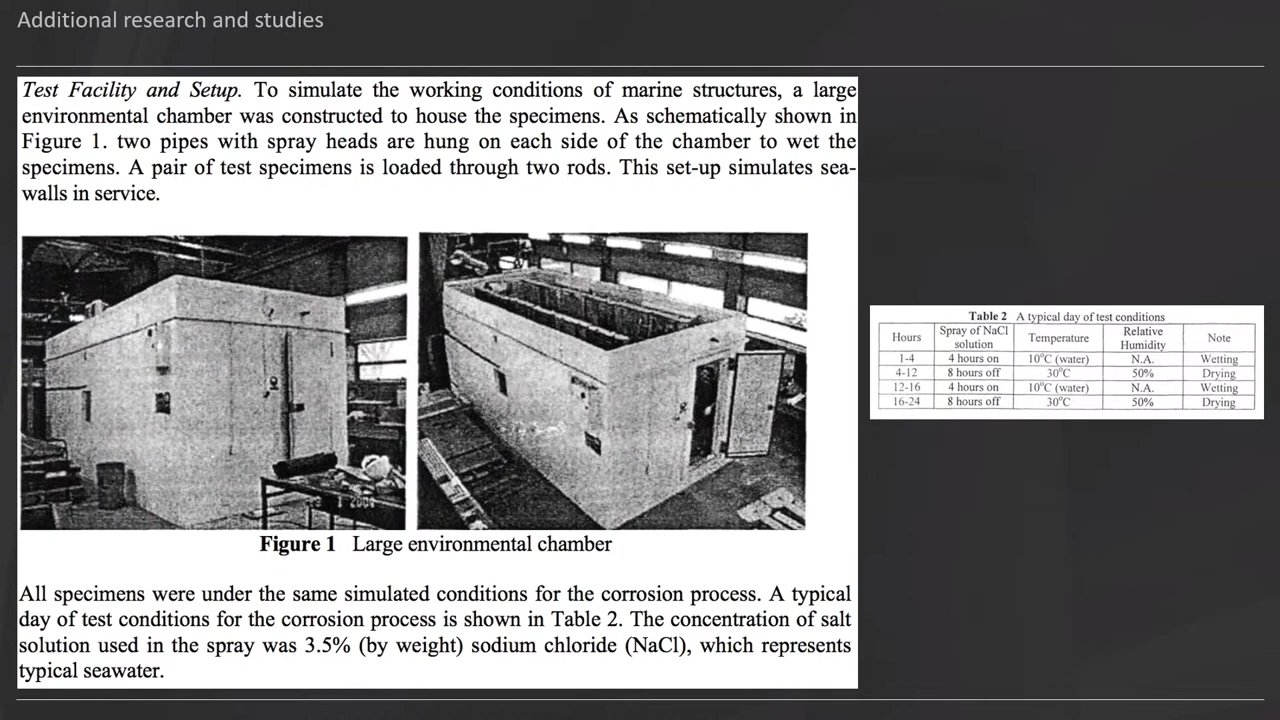 Additional research and studies
Test Facility and Setup. To simulate the working conditions of marine structures, a large
environmental chamber was constructed to house the specimens. As schematically shown in
Figure 1. two pipes with spray heads are hung on each side of the chamber to wet the
specimens. A pair of test specimens is loaded through two rods. This set-up simulates sea-
walls in service.
Figure 1 Large environmental chamber
All specimens were under the same simulated conditions for the corrosion process. A typical
day of test conditions for the corrosion process is shown in Table 2. The concentration of salt
solution used in the spray was 3.5% (by weight) sodium chloride (NaCl), which represents
typical seawater.
Table 2 A typical day of test conditions
Hours Spray of NaCl solution Temperature Relative Humidity Note
1-4 4 hours on 10°C (water) N.A. Wetting
4-12 8 hours off 30°C 50% Drying
12-16 4 hours on 10°C (water) N.A. Wetting
16-24 8 hours off 30°C 50% Drying